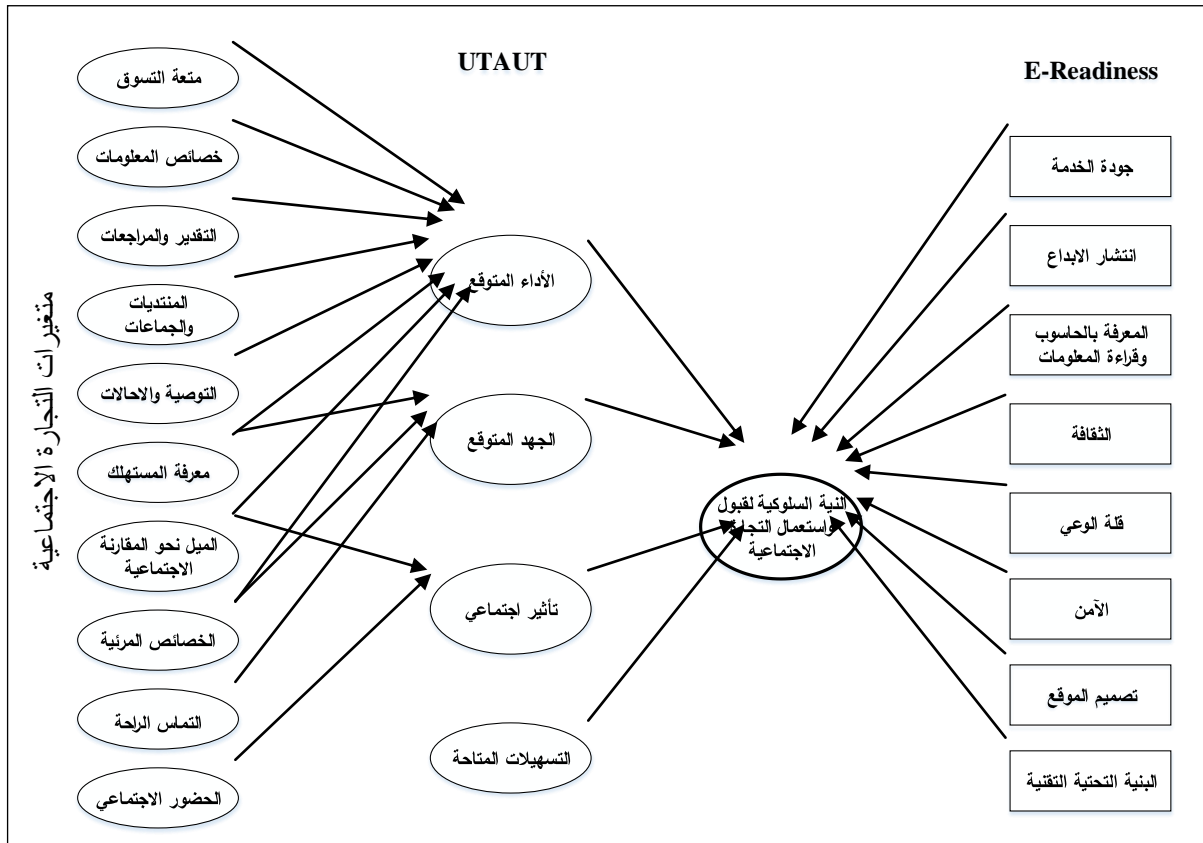 UTAUT
E-Readiness
متغيرات التجارة الاجتماعية
متعة التسوق
خصائص المعلومات
التقدير والمراجعات
المنتديات
والجماعات
التوصية والاحالات
معرفة المستهلك
الميل نحو المقارنة
الاجتماعية
الخصائص المرئية
التماس الراحة
الحضور الاجتماعي
الأداء المتوقع
الجهد المتوقع
تأثير اجتماعي
التسهيلات المتاحة
النية السلوكية لقبول
واستعمال
الاجتماعية
جودة الخدمة
انتشار الابداع
المعرفة بالحاسوب
وقراءة المعلومات
الثقافة
قلة الوعي
الآمن
تصميم الموقع
البنية التحتية التقنية